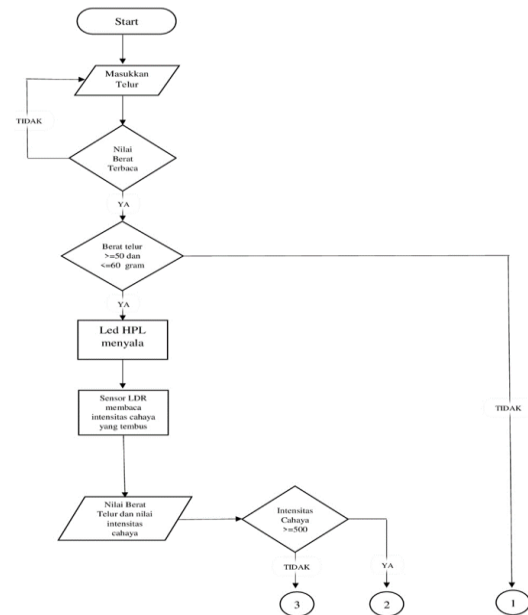 Start
Masukkan
Telur
TIDAK
Nilai
Berat
Terbaca
YA
Berat telur
>=50 dan
<=60 gram
YA
Led HPL
menyala
Sensor LDR
membaca
intensitas cahaya
yang tembus
TIDAK
Nilai Berat
Telur dan nilai
intensitas
cahaya
Intensitas
Cahaya
>=500
TIDAK
YA
3
2
1